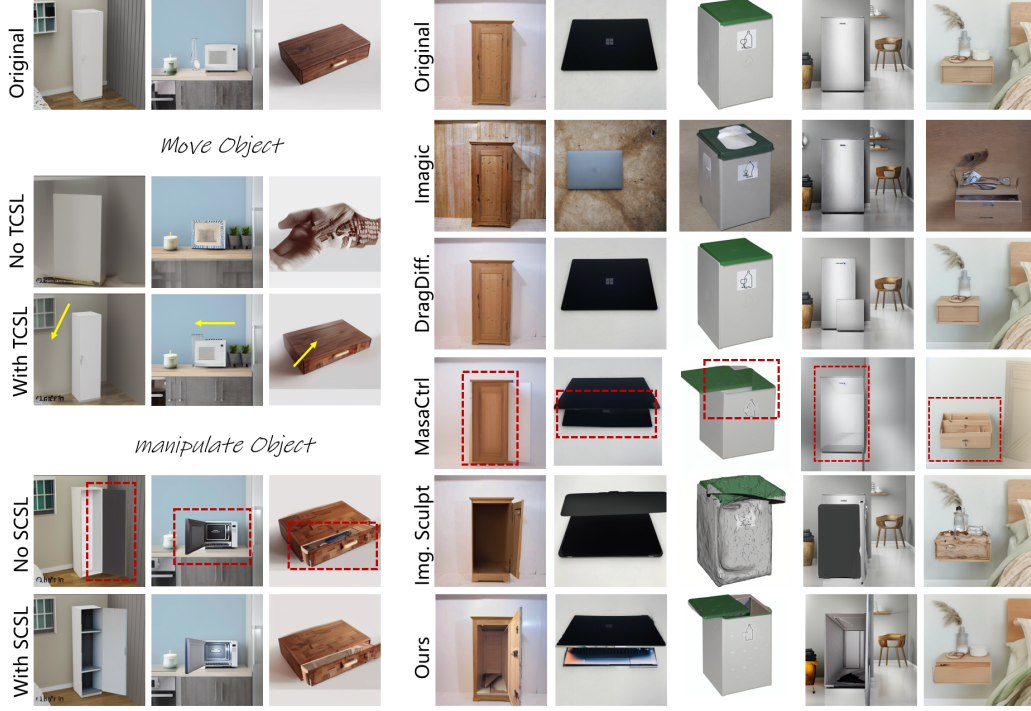 Original
Move Object
No TCSL
With TCSL
manipulate Object
No SCSL
With SCSL
Original
Imagic
DragDiff.
MasaCtrl
Img. Sculpt
Ours